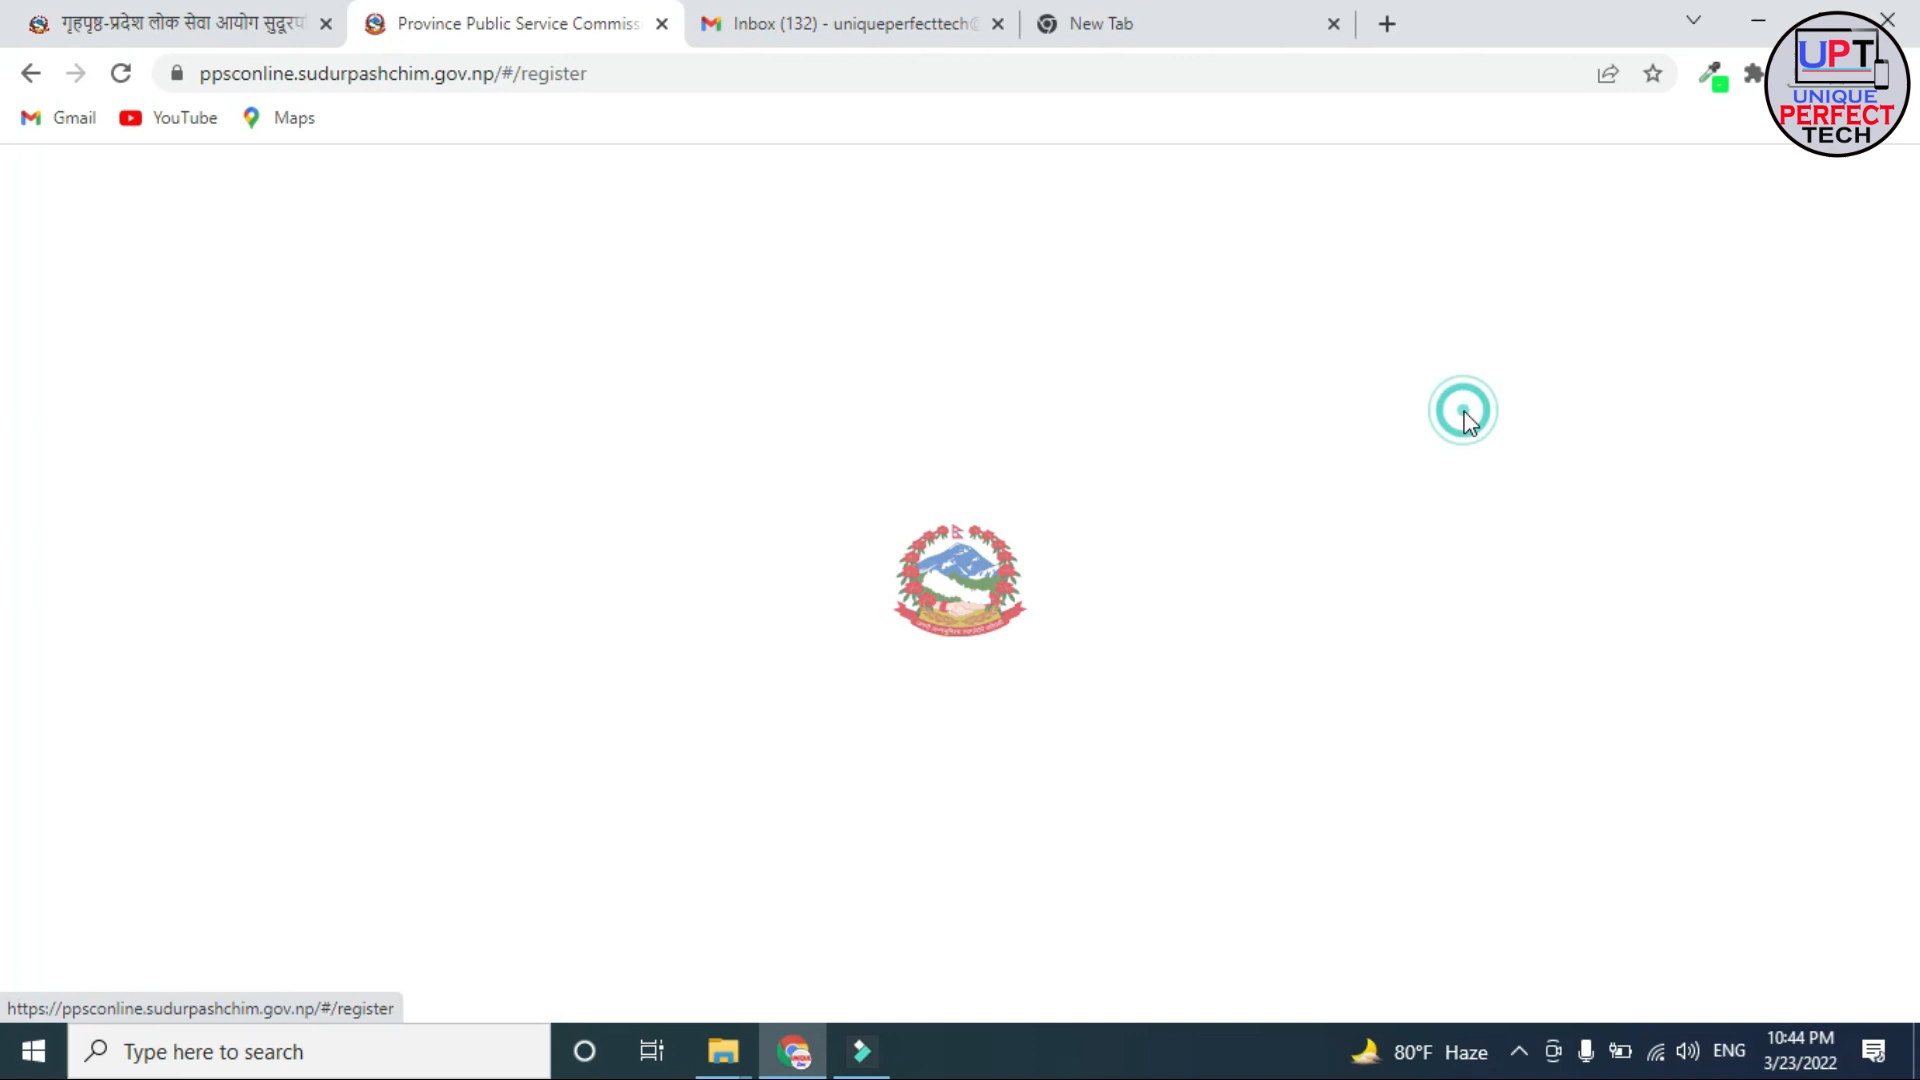 गृहपृष्ठ-प्रदेश लोक सेवा आयोग सुदूरप
Province Public Service Commiss
Inbox (132) - uniqueperfecttech@
New Tab
ppsconline.sudurpashchim.gov.np/#/register
Gmail
YouTube
Maps
UPT
UNIQUE
PERFECT
TECH
https://ppsconline.sudurpashchim.gov.np/#/register
Type here to search
80°F Haze
ENG
10:44 PM
3/23/2022